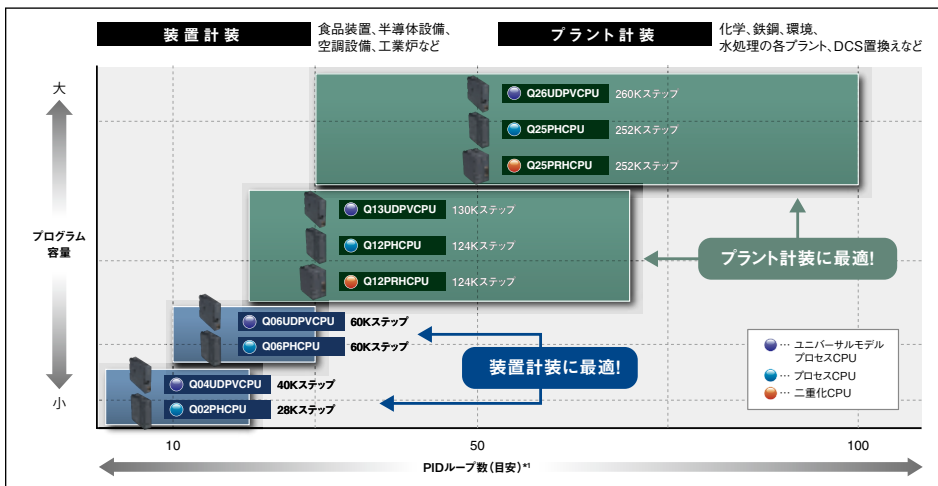 装置計装
食品装置、半導体設備、
空調設備、工業炉など
プラント計装
化学、鉄鋼、環境、
水処理の各プラント、DCS置換えなど
大
プログラム
容量
小
Q26UDPVCPU 260Kステップ
Q25PHCPU 252Kステップ
Q25PRHCPU 252Kステップ
Q13UDPVCPU 130Kステップ
Q12PHCPU 124Kステップ
Q12PRHCPU 124Kステップ
プラント計装に最適!
Q06UDPVCPU 60Kステップ
Q06PHCPU 60Kステップ
装置計装に最適!
Q04UDPVCPU 40Kステップ
Q02PHCPU 28Kステップ
… ユニバーサルモデル
プロセスCPU
… プロセスCPU
… 二重化CPU
10 50 100
PIDループ数(目安)*1